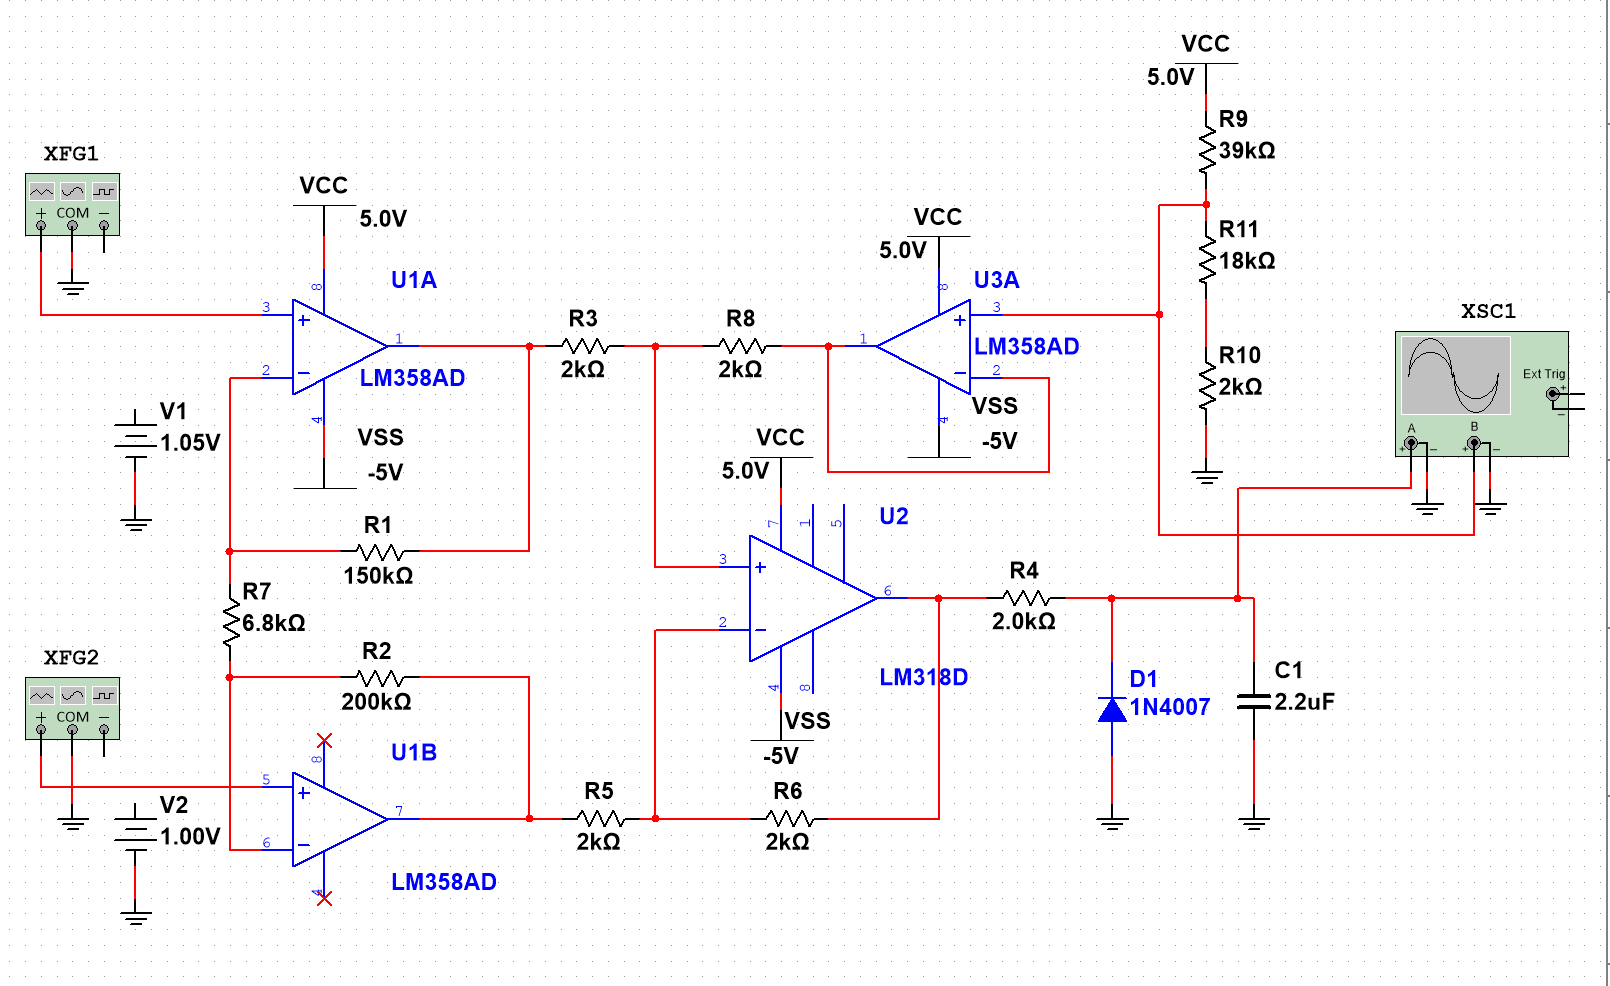 VCC
5.0V
R9
39kΩ
XFG1
+ COM −
VCC
5.0V
VCC
5.0V
R11
18kΩ
U1A
U3A
8
8
3
+
1
2
−
4
LM358AD
R3
2kΩ
R8
2kΩ
1
3
+
−
2
4
LM358AD
XSC1
Ext Trig
+
−
A
B
+ − + −
R10
2kΩ
V1
1.05V
VSS
-5V
VSS
-5V
VCC
5.0V
U2
7 1 5
R1
150kΩ
R7
6.8kΩ
3
+
2
−
6
4 8
LM318D
R4
2.0kΩ
XFG2
+ COM −
R2
200kΩ
D1
1N4007
C1
2.2uF
VSS
-5V
U1B
8
5
+
7
6
−
4
LM358AD
V2
1.00V
R5
2kΩ
R6
2kΩ